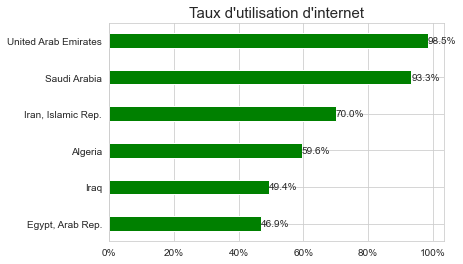 Taux d'utilisation d'internet
United Arab Emirates 98.5%
Saudi Arabia 93.3%
Iran, Islamic Rep. 70.0%
Algeria 59.6%
Iraq 49.4%
Egypt, Arab Rep. 46.9%
0% 20% 40% 60% 80% 100%